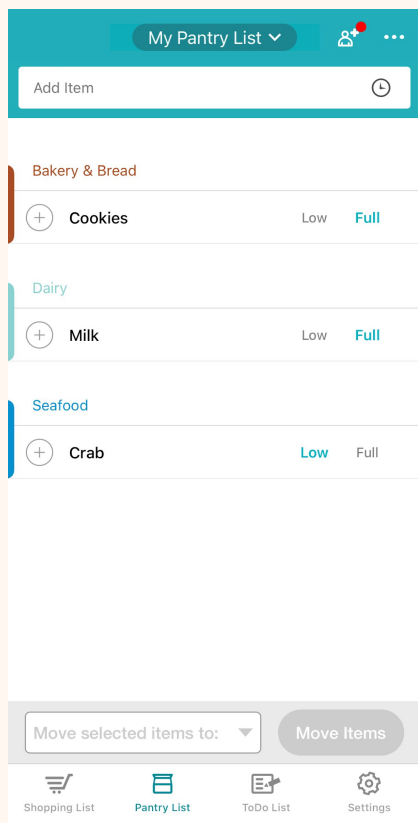 My Pantry List
Add Item
Bakery & Bread
Cookies Low Full
Dairy
Milk Low Full
Seafood
Crab Low Full
Move selected items to: Move Items
Shopping List Pantry List ToDo List Settings